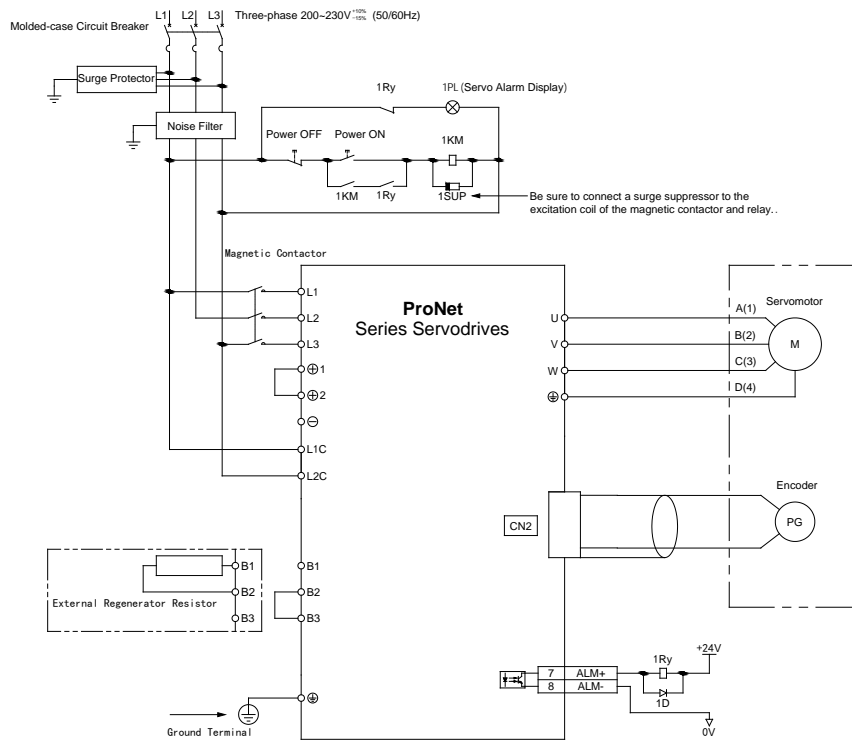 L1 L2 L3 Three-phase 200~230V +10% -15% (50/60Hz)
Molded-case Circuit Breaker
Surge Protector
Noise Filter
1Ry 1PL (Servo Alarm Display)
Power OFF Power ON 1KM
1KM 1Ry 1SUP
Be sure to connect a surge suppressor to the
excitation coil of the magnetic contactor and relay..
Magnetic Contactor
L1
L2
L3
⊕1
⊕2
⊖
L1C
L2C
ProNet
Series Servodrives
U
V
W
A(1)
B(2)
C(3)
D(4)
Servomotor
M
Encoder
PG
CN2
B1
B2
B3
External Regenerator Resistor
B1
B2
B3
7 ALM+
8 ALM-
1Ry
+24V
1D
0V
Ground Terminal